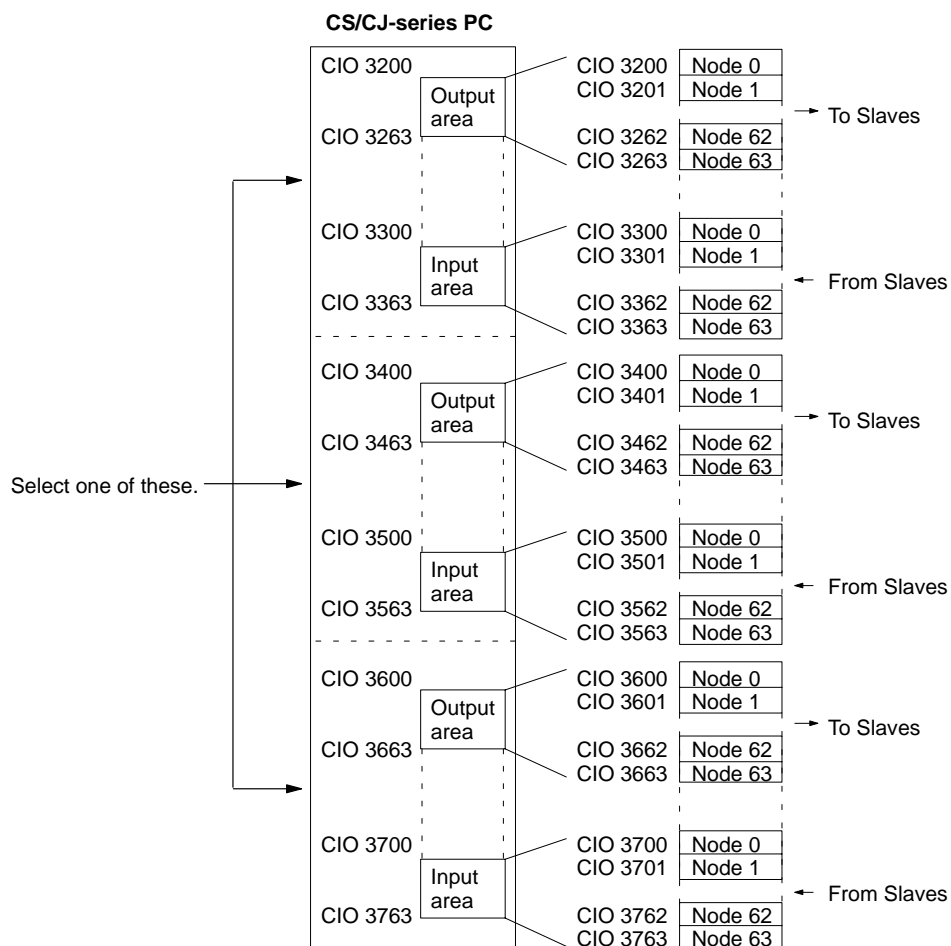 CS/CJ-series PC
CIO 3200
Output
area
CIO 3263
CIO 3200 Node 0
CIO 3201 Node 1
To Slaves
CIO 3262 Node 62
CIO 3263 Node 63
CIO 3300
Input
area
CIO 3363
CIO 3300 Node 0
CIO 3301 Node 1
From Slaves
CIO 3362 Node 62
CIO 3363 Node 63
CIO 3400
Output
area
CIO 3463
CIO 3400 Node 0
CIO 3401 Node 1
To Slaves
CIO 3462 Node 62
CIO 3463 Node 63
Select one of these.
CIO 3500
Input
area
CIO 3563
CIO 3500 Node 0
CIO 3501 Node 1
From Slaves
CIO 3562 Node 62
CIO 3563 Node 63
CIO 3600
Output
area
CIO 3663
CIO 3600 Node 0
CIO 3601 Node 1
To Slaves
CIO 3662 Node 62
CIO 3663 Node 63
CIO 3700
Input
area
CIO 3763
CIO 3700 Node 0
CIO 3701 Node 1
From Slaves
CIO 3762 Node 62
CIO 3763 Node 63